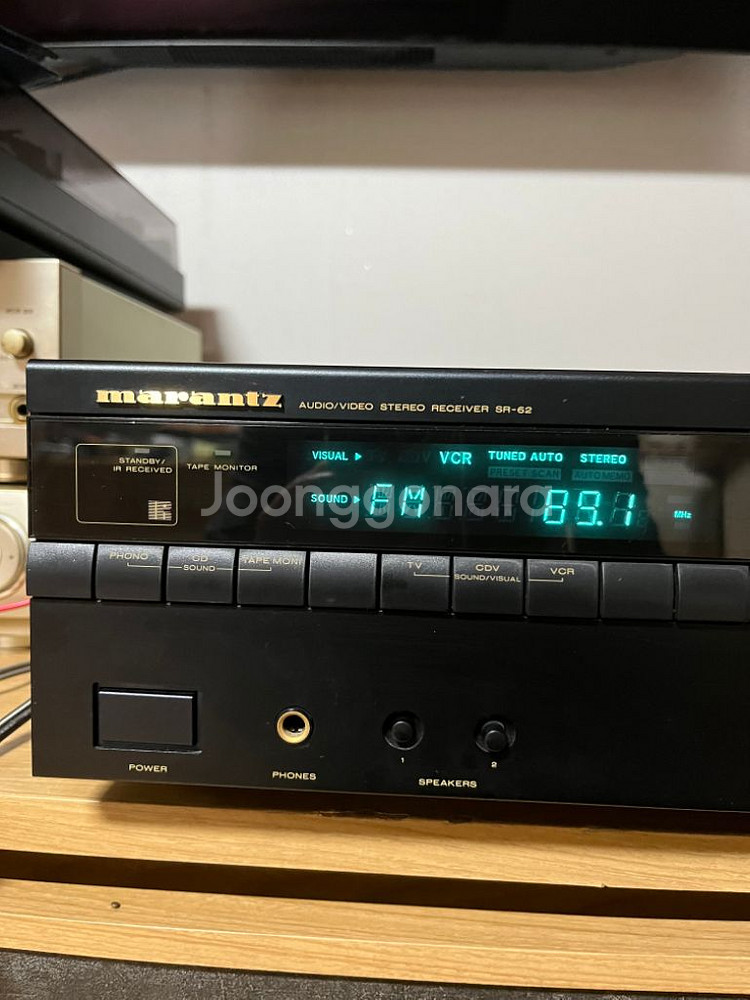 marantz AUDIO/VIDEO STEREO RECEIVER SR-62
STANDBY/
IR RECEIVED
TAPE MONITOR
VISUAL ▶ VCR TUNED AUTO STEREO
PRESET SCAN AUTO MEMO
SOUND ▶ FM 89.1 MHz
Joonggonara
PHONO CD TAPE MONI TV CDV VCR
SOUND SOUND/VISUAL
POWER
PHONES
1 2
SPEAKERS